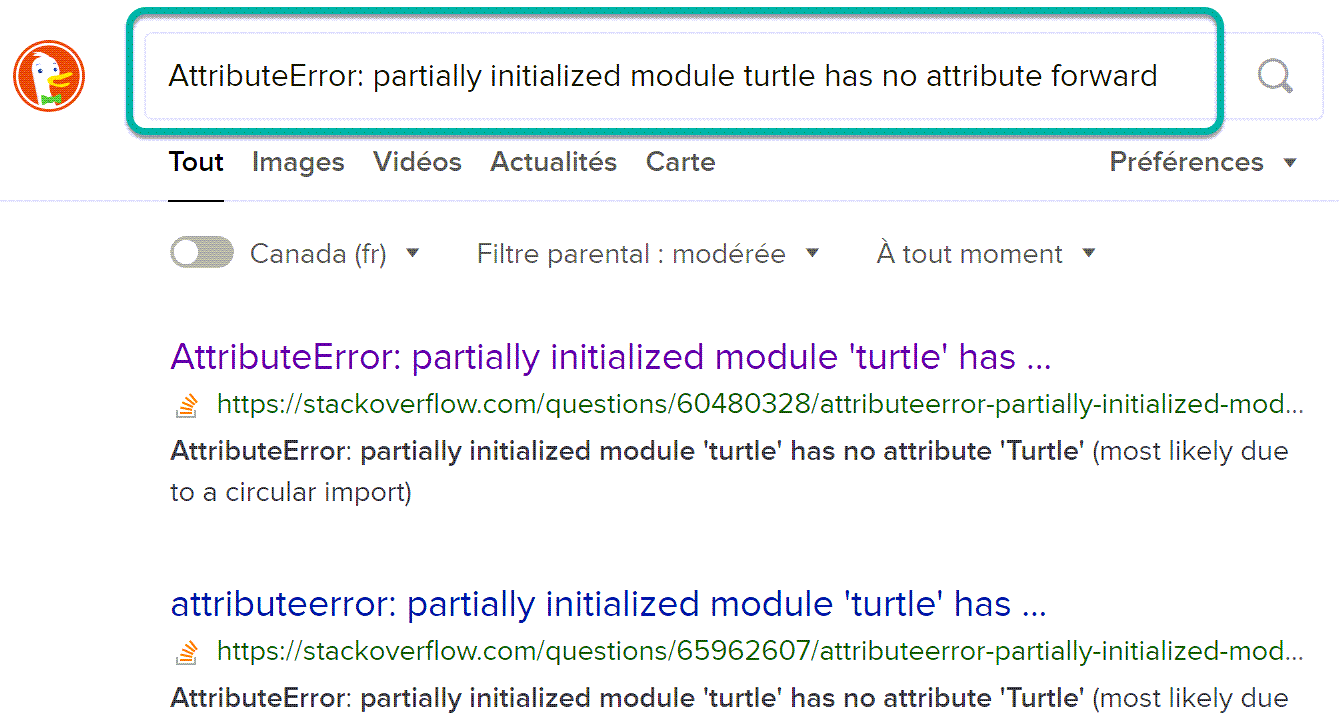 AttributeError: partially initialized module turtle has no attribute forward
Tout Images Vidéos Actualités Carte Préférences
Canada (fr) Filtre parental : modérée À tout moment
AttributeError: partially initialized module 'turtle' has ...
https://stackoverflow.com/questions/60480328/attributeerror-partially-initialized-mod...
AttributeError: partially initialized module 'turtle' has no attribute 'Turtle' (most likely due
to a circular import)
attributeerror: partially initialized module 'turtle' has ...
https://stackoverflow.com/questions/65962607/attributeerror-partially-initialized-mod...
AttributeError: partially initialized module 'turtle' has no attribute 'Turtle' (most likely due